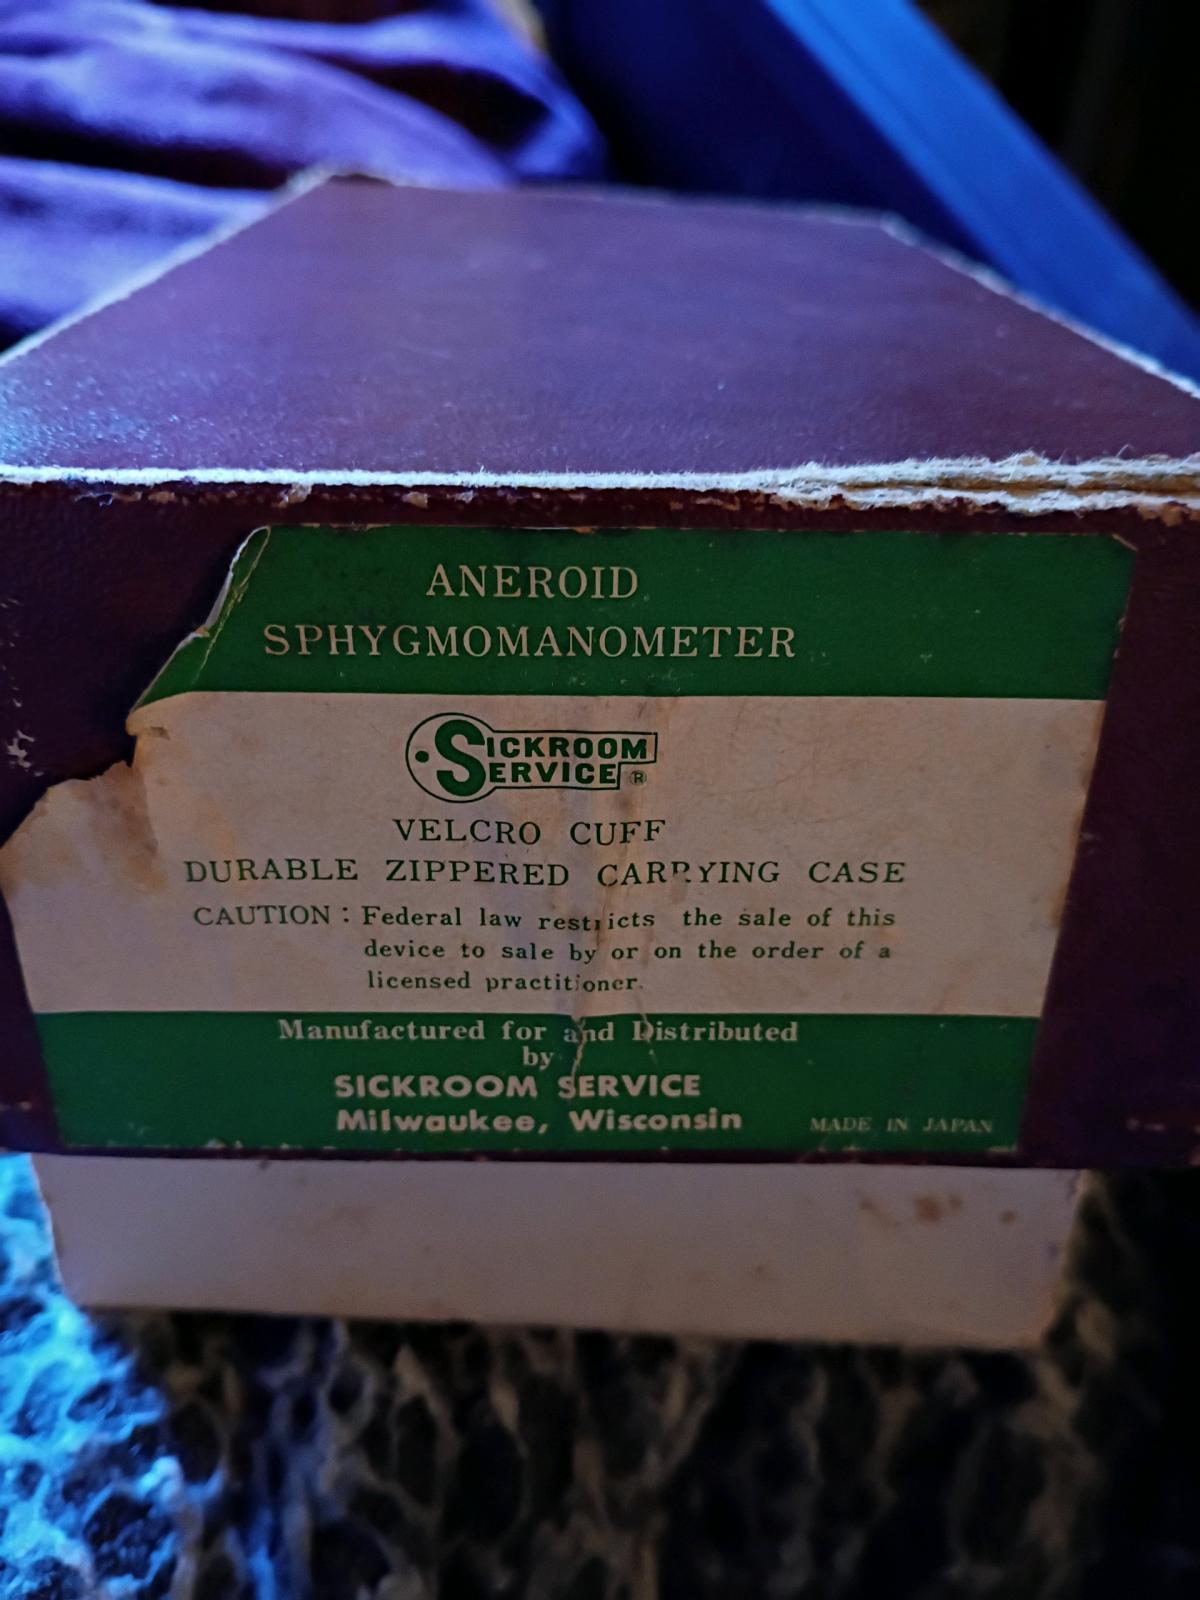 ANEROID
SPHYGMOMANOMETER
SICKROOM
SERVICE ®
VELCRO CUFF
DURABLE ZIPPERED CARRYING CASE
CAUTION : Federal law restricts the sale of this
device to sale by or on the order of a
licensed practitioner.
Manufactured for and Distributed
by
SICKROOM SERVICE
Milwaukee, Wisconsin MADE IN JAPAN